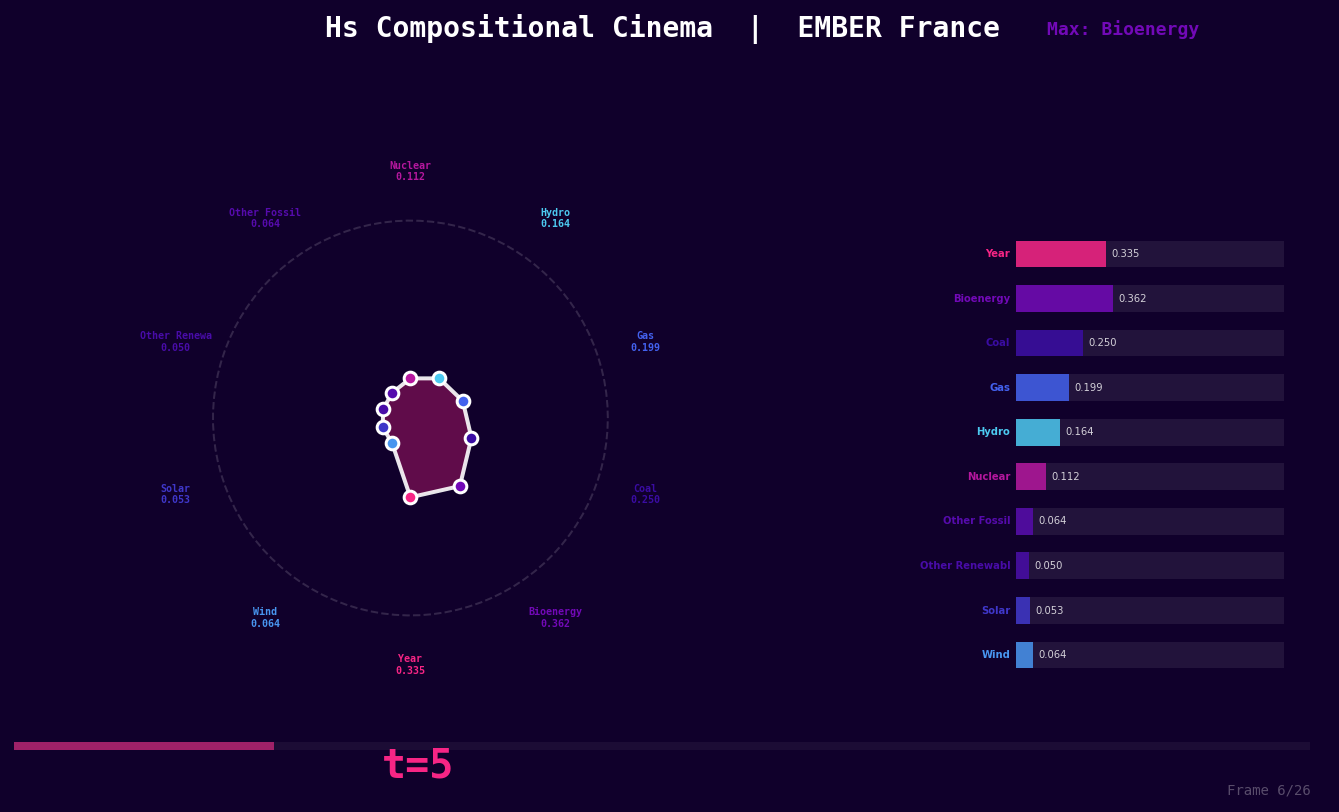 Hs Compositional Cinema | EMBER France
Max: Bioenergy
Nuclear
0.112
Other Fossil
0.064
Hydro
0.164
Other Renewa
0.050
Gas
0.199
Solar
0.053
Coal
0.250
Wind
0.064
Bioenergy
0.362
Year
0.335
Year 0.335
Bioenergy 0.362
Coal 0.250
Gas 0.199
Hydro 0.164
Nuclear 0.112
Other Fossil 0.064
Other Renewabl 0.050
Solar 0.053
Wind 0.064
t=5
Frame 6/26